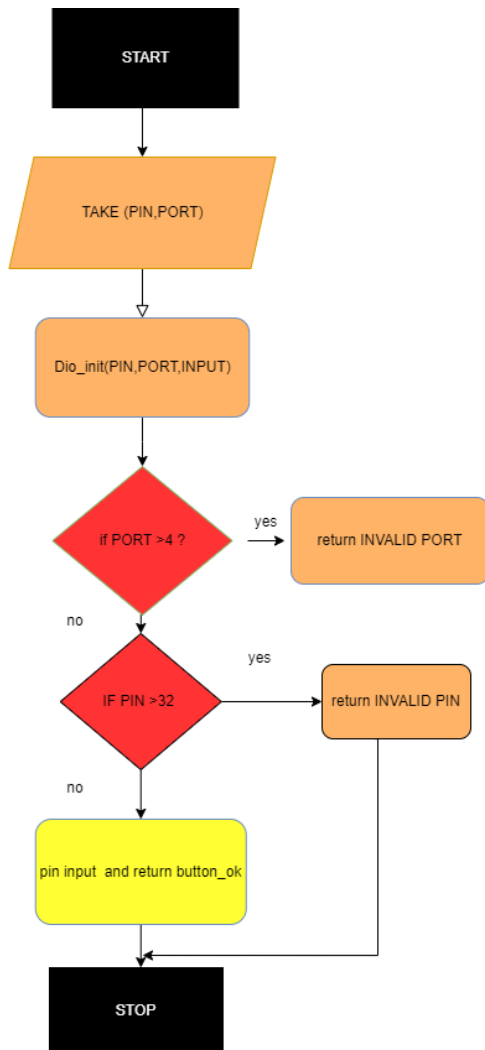 START
TAKE (PIN,PORT)
Dio_init(PIN,PORT,INPUT)
if PORT >4 ?
yes
return INVALID PORT
no
IF PIN >32
yes
return INVALID PIN
no
pin input and return button_ok
STOP